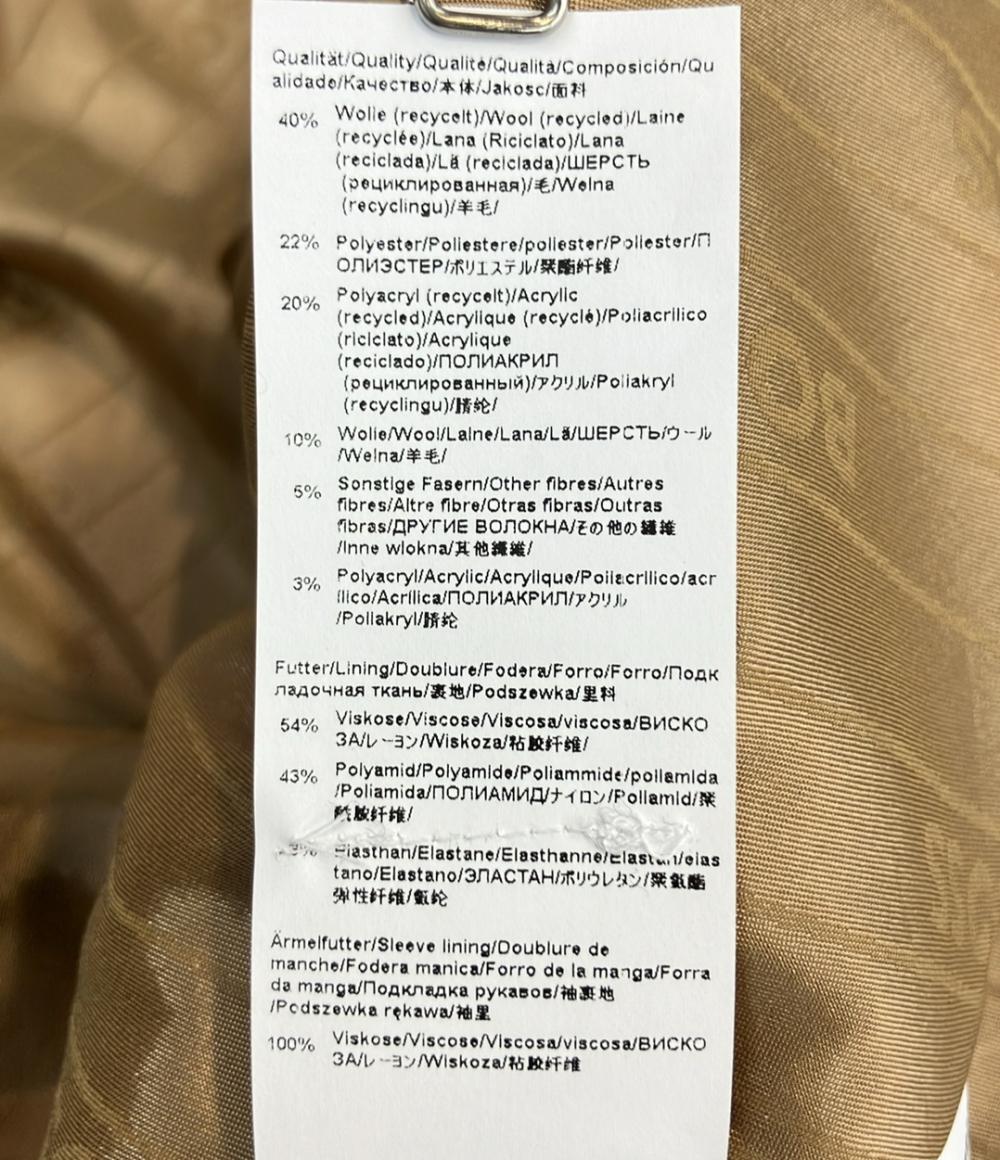 Qualität/Quality/Qualité/Qualità/Composición/Qu
alidade/Качество/本体/Jakosc/面料
40% Wolle (recycelt)/Wool (recycled)/Laine
(recyclée)/Lana (Riciclato)/Lana
(reciclada)/Lã (reciclada)/ШЕРСТЬ
(рециклированная)/毛/Welna
(recyclingu)/羊毛/
22% Polyester/Poliestere/poliester/Poliester/П
ОЛИЭСТЕР/ポリエステル/聚酯纤维/
20% Polyacryl (recycelt)/Acrylic
(recycled)/Acrylique (recyclé)/Poliacrilico
(riciclato)/Acrylique
(reciclado)/ПОЛИАКРИЛ
(рециклированный)/アクリル/Poliakryl
(recyclingu)/腈纶/
10% Wolle/Wool/Laine/Lana/Lã/ШЕРСТЬ/ウール
/Welna/羊毛/
5% Sonstige Fasern/Other fibres/Autres
fibres/Altre fibre/Otras fibras/Outras
fibras/ДРУГИЕ ВОЛОКНА/その他の繊維
/Inne wlokna/其他纖維/
3% Polyacryl/Acrylic/Acrylique/Poliacrilico/acr
ilico/Acrílica/ПОЛИАКРИЛ/アクリル
/Poliakryl/腈纶
Futter/Lining/Doublure/Fodera/Forro/Forro/Подк
ладочная ткань/裏地/Podszewka/里料
54% Viskose/Viscose/Viscosa/viscosa/ВИСКО
ЗА/レーヨン/Wiskoza/粘胶纤维/
43% Polyamid/Polyamide/Poliammide/poliamida
/Poliamida/ПОЛИАМИД/ナイロン/Poliamid/聚
酰胺纤维/
Elasthan/Elastane/Elasthanne/Elastan/elas
tano/Elastano/ЭЛАСТАН/ポリウレタン/聚氨酯
弹性纤维/氨纶
Ärmelfutter/Sleeve lining/Doublure de
manche/Fodera manica/Forro de la manga/Forra
da manga/Подкладка рукавов/袖裏地
/Podszewka rękawa/袖里
100% Viskose/Viscose/Viscosa/viscosa/ВИСКО
ЗА/レーヨン/Wiskoza/粘胶纤维